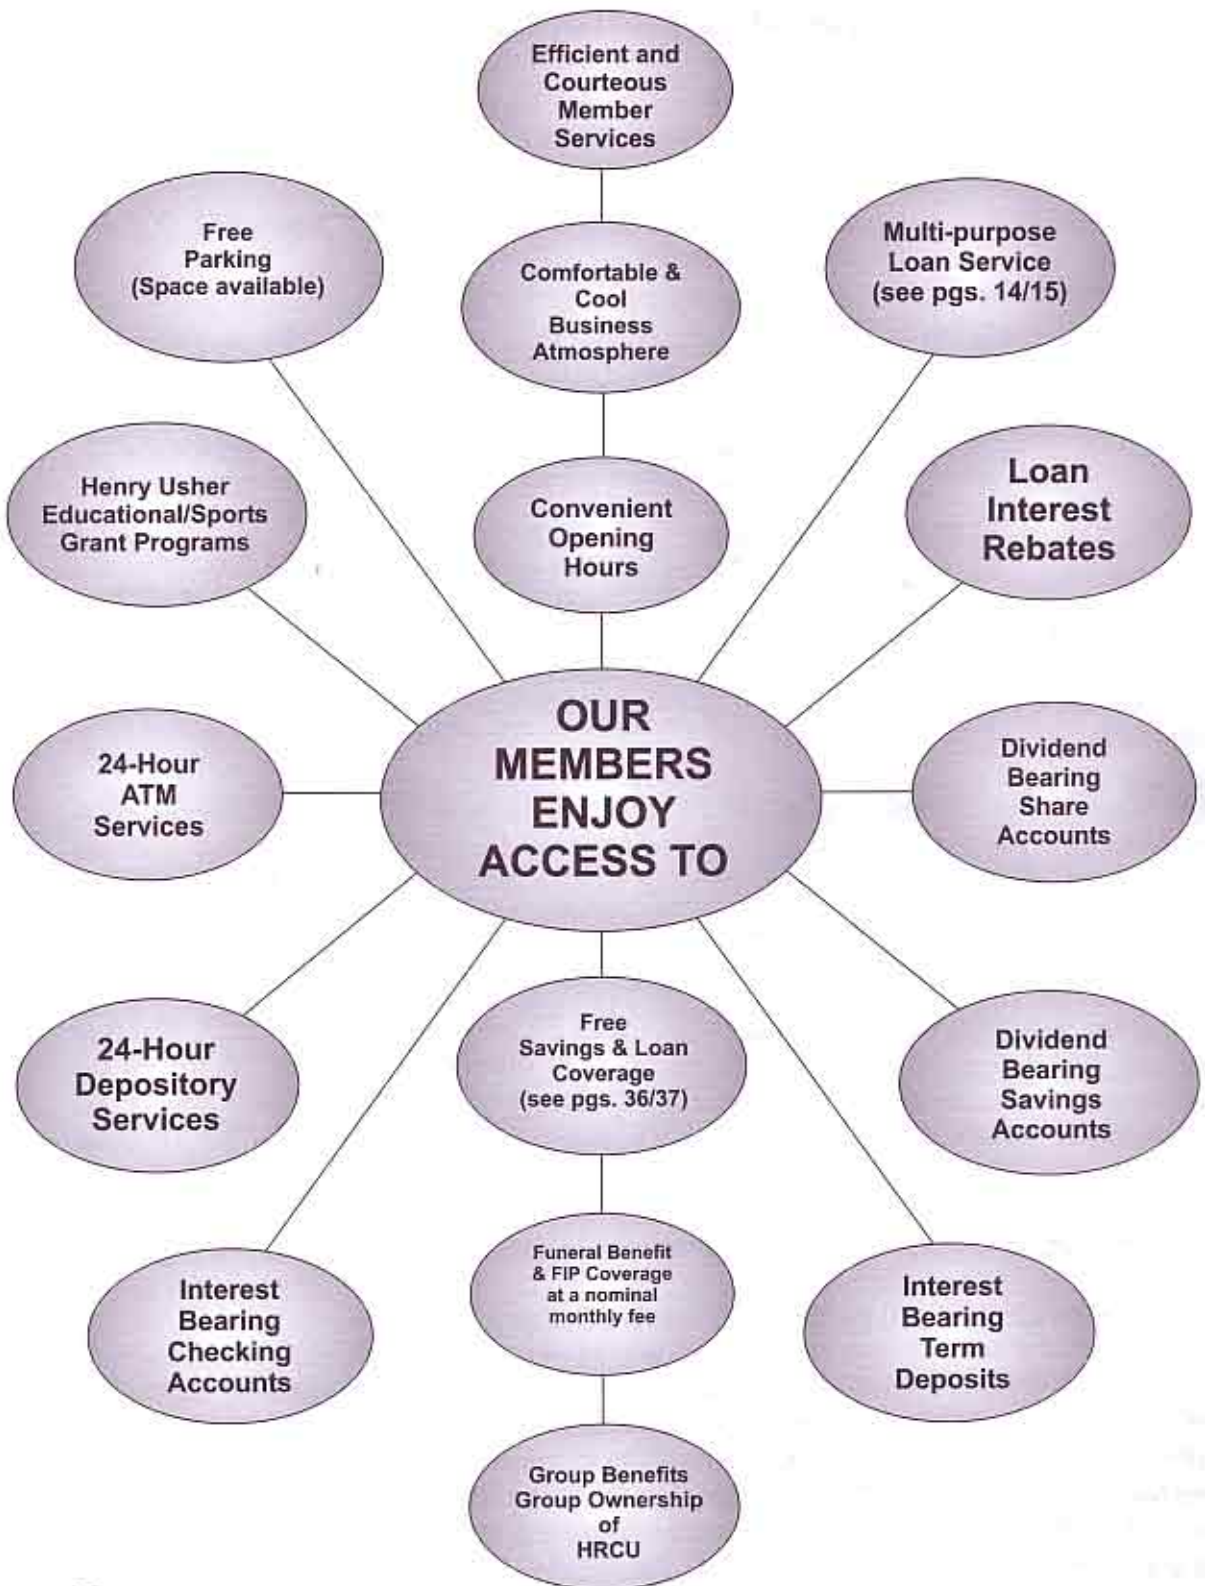 Efficient and
Courteous
Member
Services
Free
Parking
(Space available)
Comfortable &
Cool
Business
Atmosphere
Multi-purpose
Loan Service
(see pgs. 14/15)
Henry Usher
Educational/Sports
Grant Programs
Convenient
Opening
Hours
Loan
Interest
Rebates
24-Hour
ATM
Services
OUR
MEMBERS
ENJOY
ACCESS TO
Dividend
Bearing
Share
Accounts
24-Hour
Depository
Services
Free
Savings & Loan
Coverage
(see pgs. 36/37)
Dividend
Bearing
Savings
Accounts
Interest
Bearing
Checking
Accounts
Funeral Benefit
& FIP Coverage
at a nominal
monthly fee
Interest
Bearing
Term
Deposits
Group Benefits
Group Ownership
of
HRCU